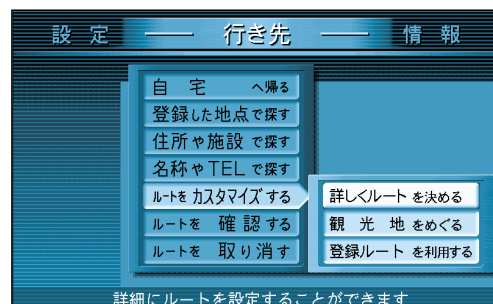 設定 行き先 情報
自宅へ帰る
登録した地点で探す
住所や施設で探す
名称やTELで探す
ルートをカスタマイズする
詳しくルートを決める
ルートを確認する
観光地をめぐる
ルートを取り消す
登録ルートを利用する
詳細にルートを設定することができます